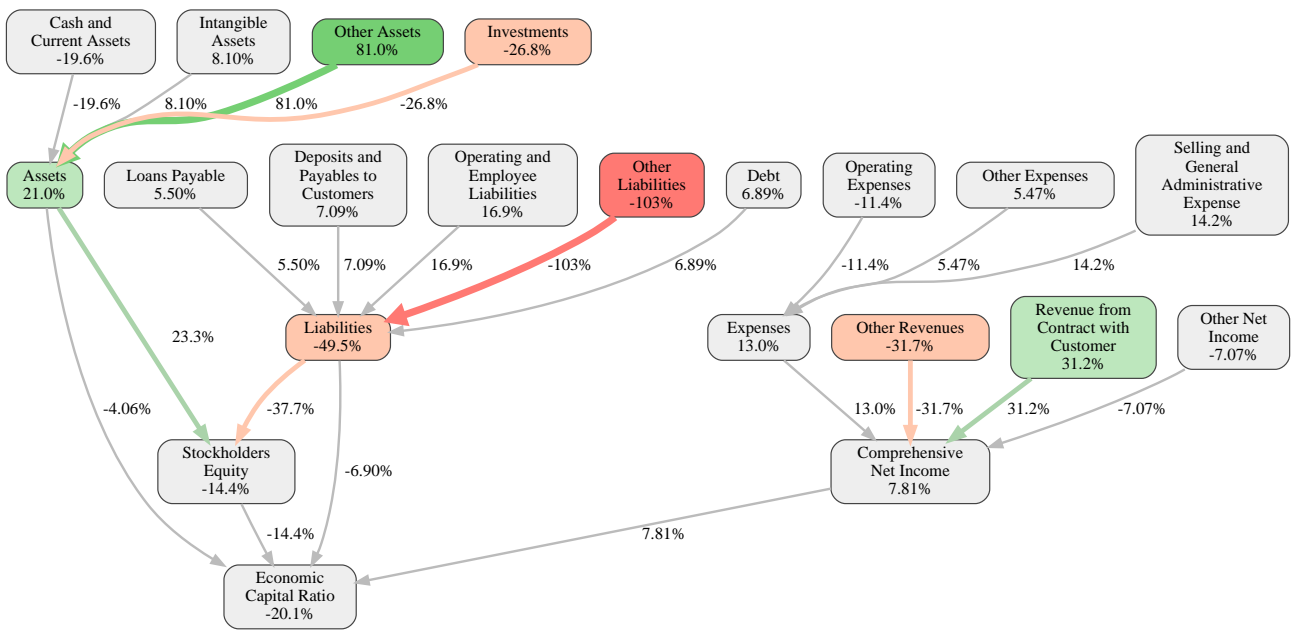 Cash and
Current Assets
-19.6%
Intangible
Assets
8.10%
Other Assets
81.0%
Investments
-26.8%
-19.6%
8.10%
81.0%
-26.8%
Assets
21.0%
Loans Payable
5.50%
Deposits and
Payables to
Customers
7.09%
Operating and
Employee
Liabilities
16.9%
Other
Liabilities
-103%
Debt
6.89%
Operating
Expenses
-11.4%
Other Expenses
5.47%
Selling and
General
Administrative
Expense
14.2%
5.50%
7.09%
16.9%
-103%
6.89%
-11.4%
5.47%
14.2%
23.3%
Liabilities
-49.5%
Expenses
13.0%
Other Revenues
-31.7%
Revenue from
Contract with
Customer
31.2%
Other Net
Income
-7.07%
-4.06%
-37.7%
13.0%
-31.7%
31.2%
-7.07%
Stockholders
Equity
-14.4%
-6.90%
Comprehensive
Net Income
7.81%
-14.4%
7.81%
Economic
Capital Ratio
-20.1%